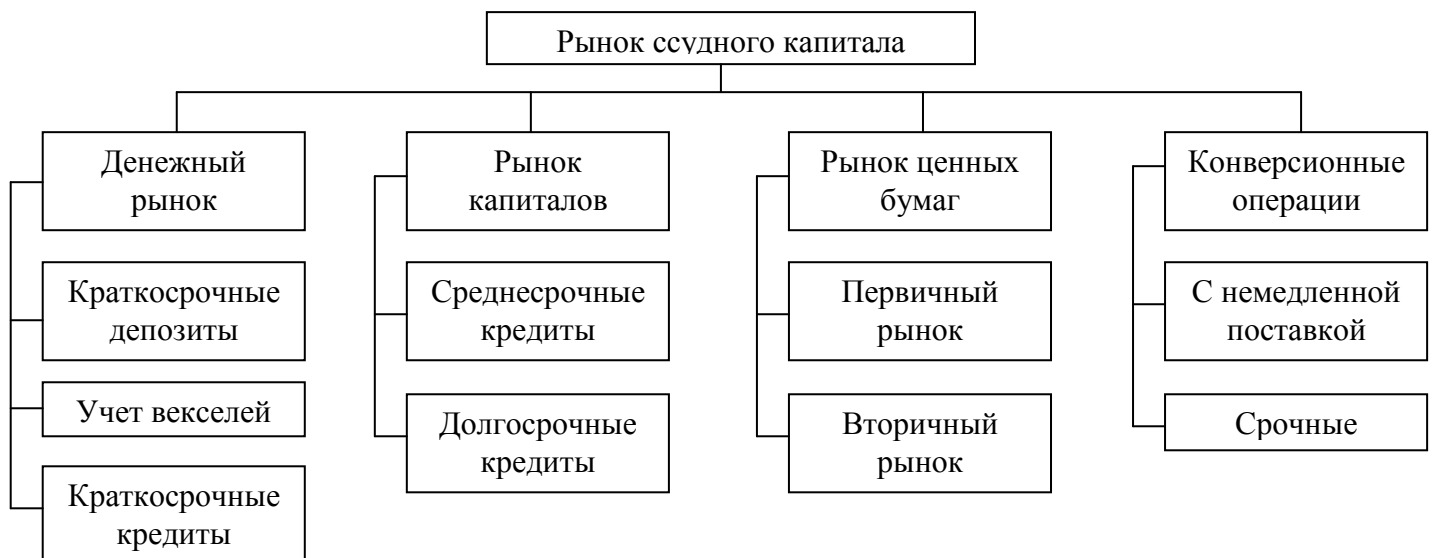 Рынок ссудного капитала
Денежный
рынок
Рынок
капиталов
Рынок ценных
бумаг
Конверсионные
операции
Краткосрочные
депозиты
Среднесрочные
кредиты
Первичный
рынок
С немедленной
поставкой
Учет векселей
Долгосрочные
кредиты
Вторичный
рынок
Срочные
Краткосрочные
кредиты